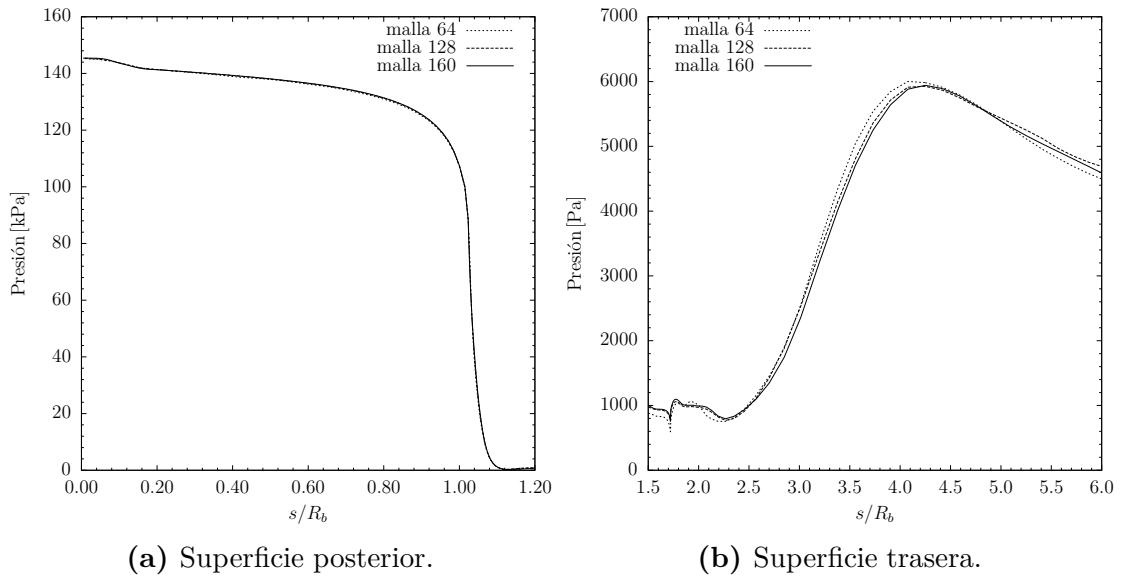 160
140
120
100
80
60
40
20
0
Presión [kPa]
malla 64
malla 128
malla 160
0.00 0.20 0.40 0.60 0.80 1.00 1.20
s/R_b
(a) Superficie posterior.
7000
6000
5000
4000
3000
2000
1000
0
Presión [Pa]
malla 64
malla 128
malla 160
1.5 2.0 2.5 3.0 3.5 4.0 4.5 5.0 5.5 6.0
s/R_b
(b) Superficie trasera.